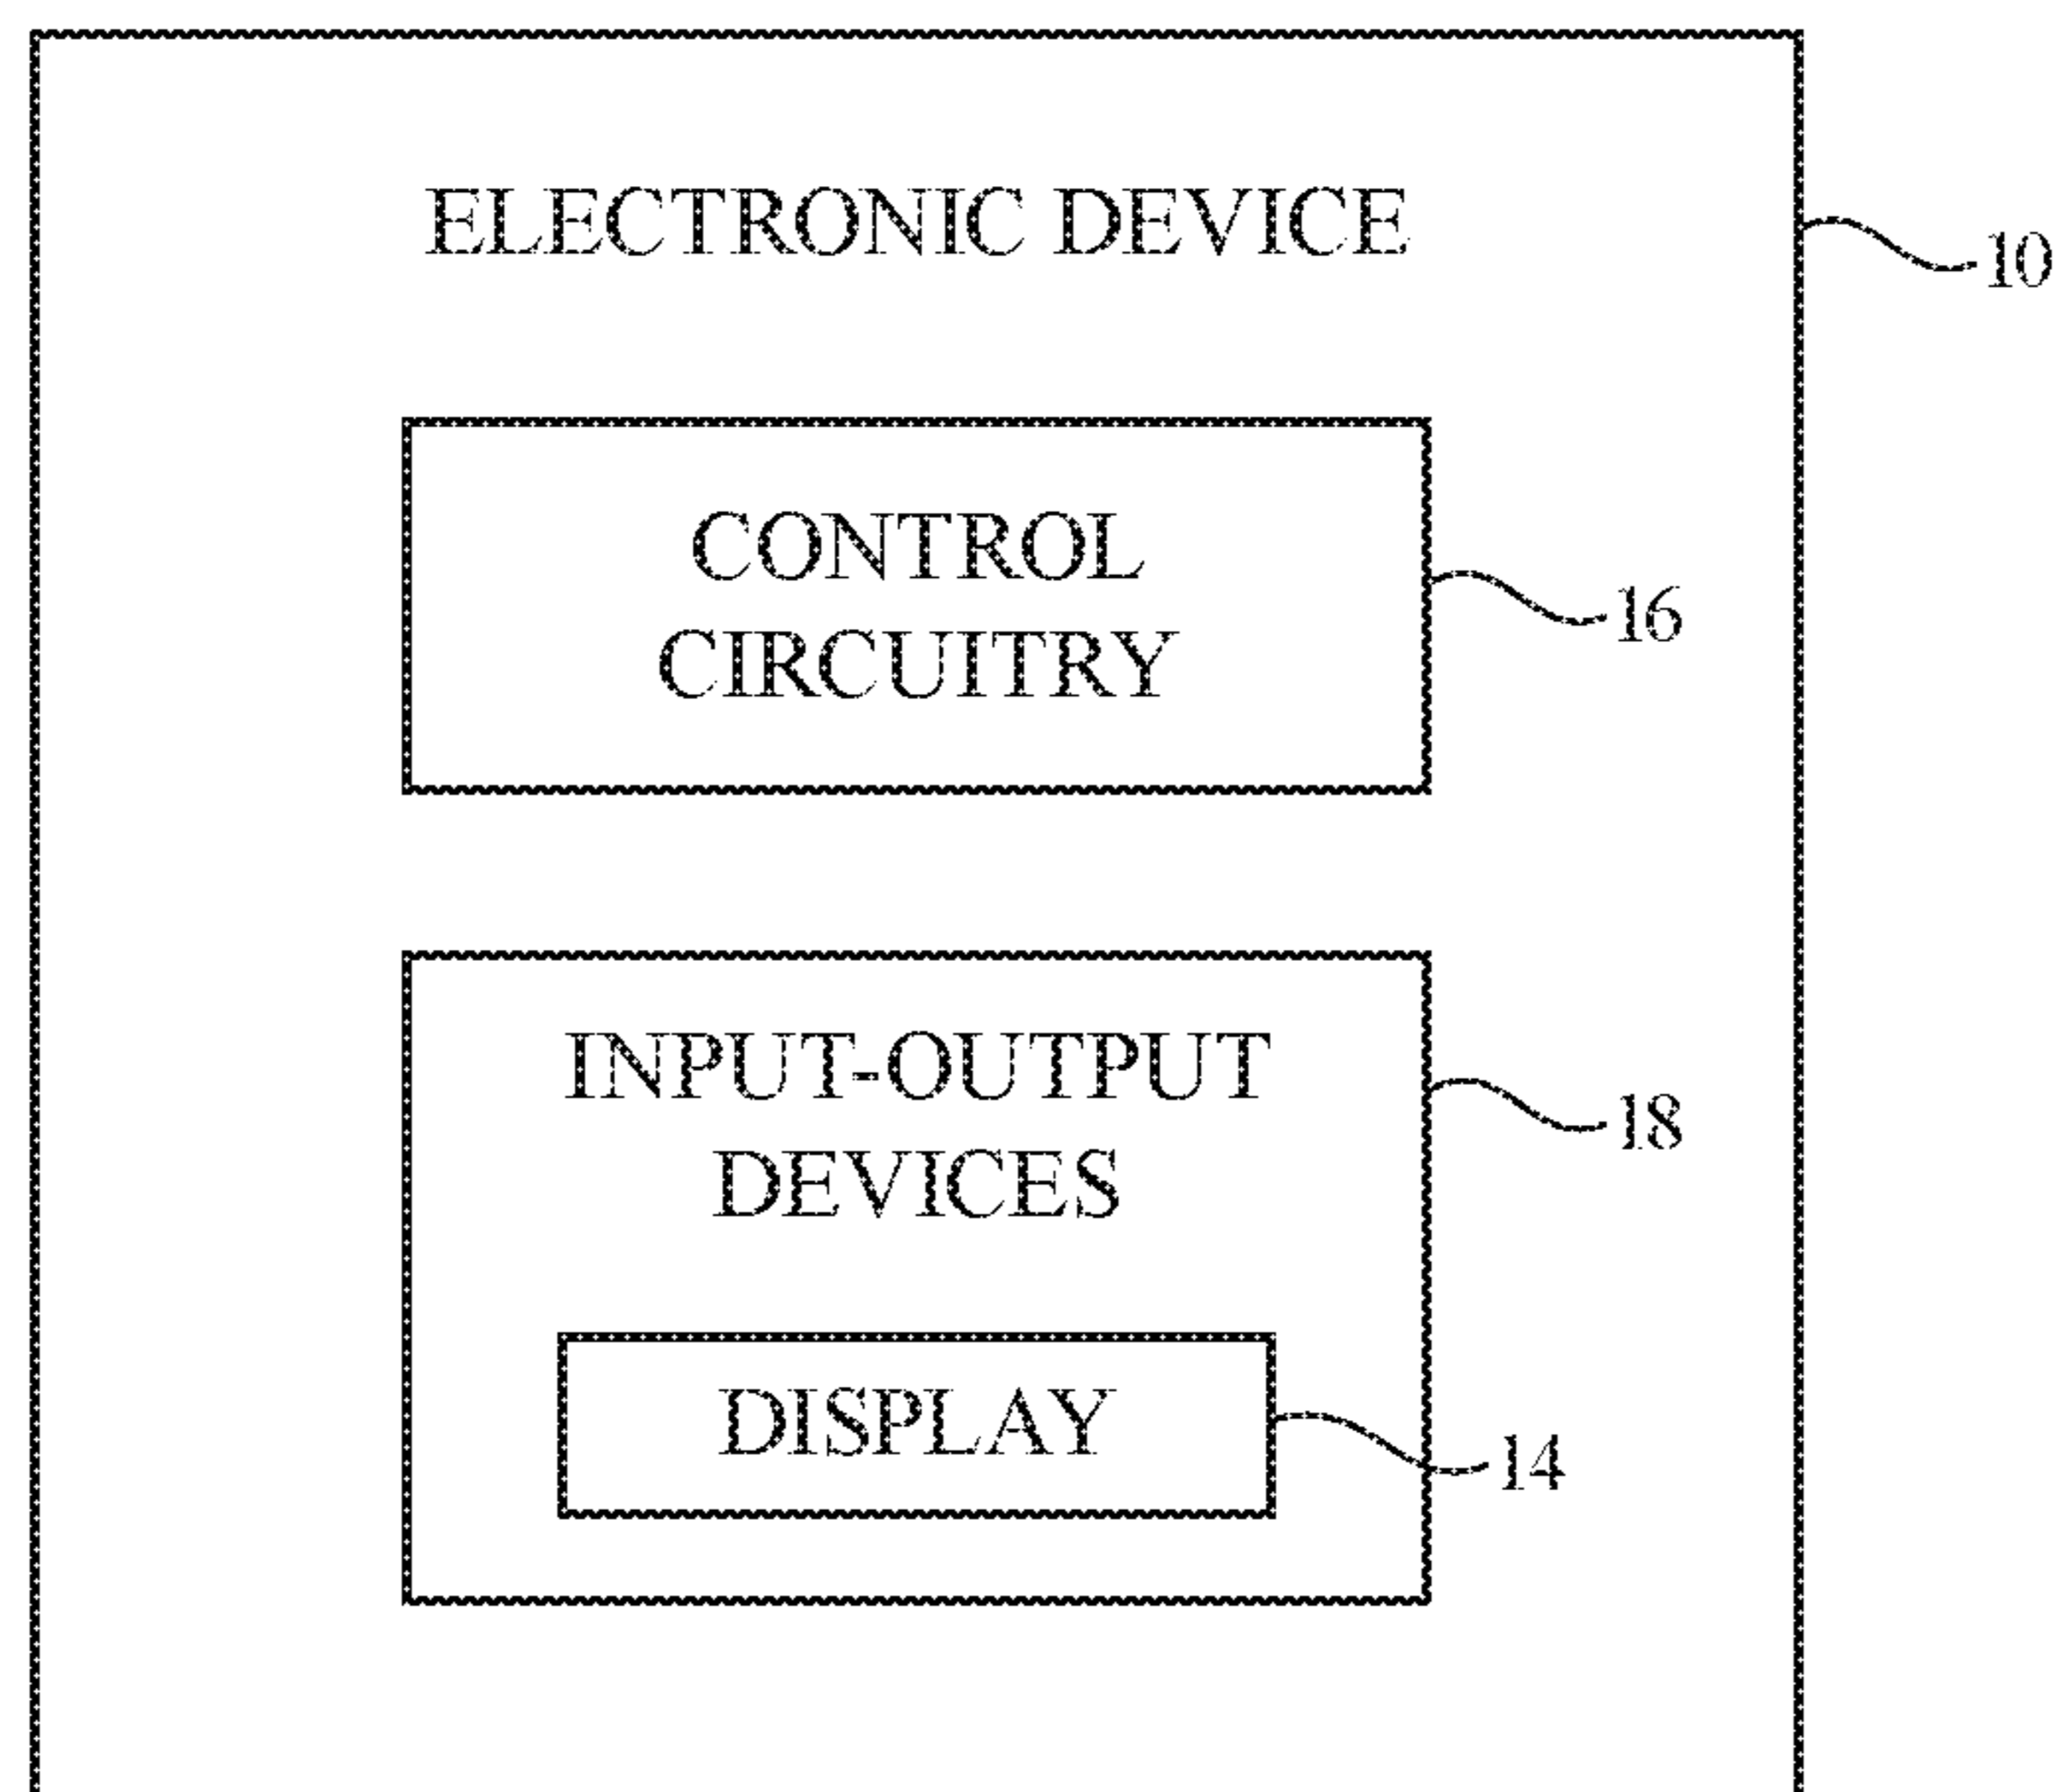 ELECTRONIC DEVICE
10
CONTROL
CIRCUITRY
16
INPUT-OUTPUT
DEVICES
18
DISPLAY
14